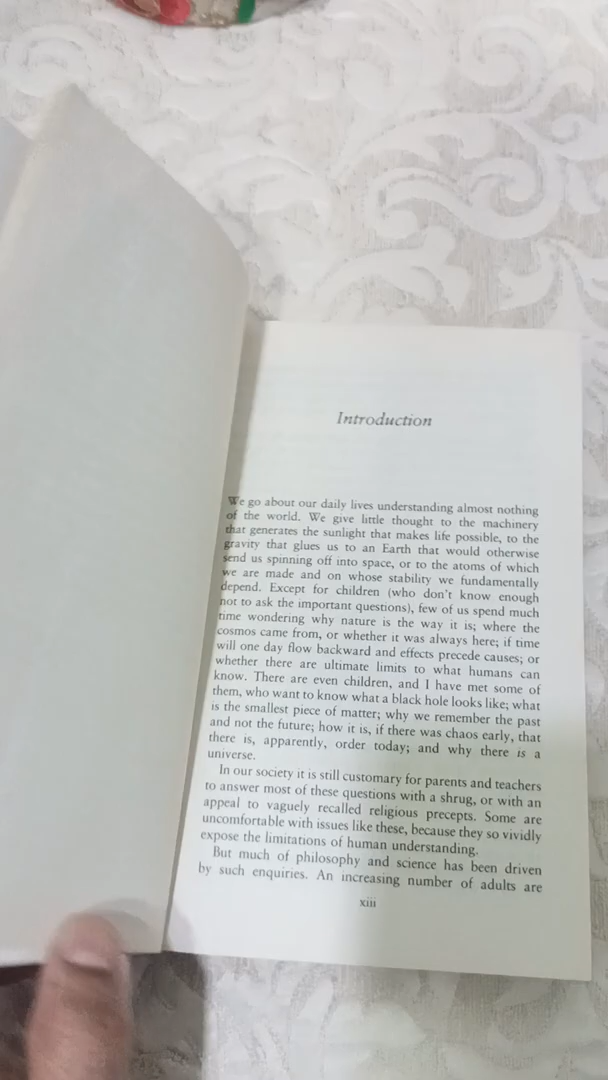 Introduction
We go about our daily lives understanding almost nothing
of the world. We give little thought to the machinery
that generates the sunlight that makes life possible, to the
gravity that glues us to an Earth that would otherwise
send us spinning off into space, or to the atoms of which
we are made and on whose stability we fundamentally
depend. Except for children (who don't know enough
not to ask the important questions), few of us spend much
time wondering why nature is the way it is; where the
cosmos came from, or whether it was always here; if time
will one day flow backward and effects precede causes; or
whether there are ultimate limits to what humans can
know. There are even children, and I have met some of
them, who want to know what a black hole looks like; what
is the smallest piece of matter; why we remember the past
and not the future; how it is, if there was chaos early, that
there is, apparently, order today; and why there is a
universe.
In our society it is still customary for parents and teachers
to answer most of these questions with a shrug, or with an
appeal to vaguely recalled religious precepts. Some are
uncomfortable with issues like these, because they so vividly
expose the limitations of human understanding.
But much of philosophy and science has been driven
by such enquiries. An increasing number of adults are
xiii